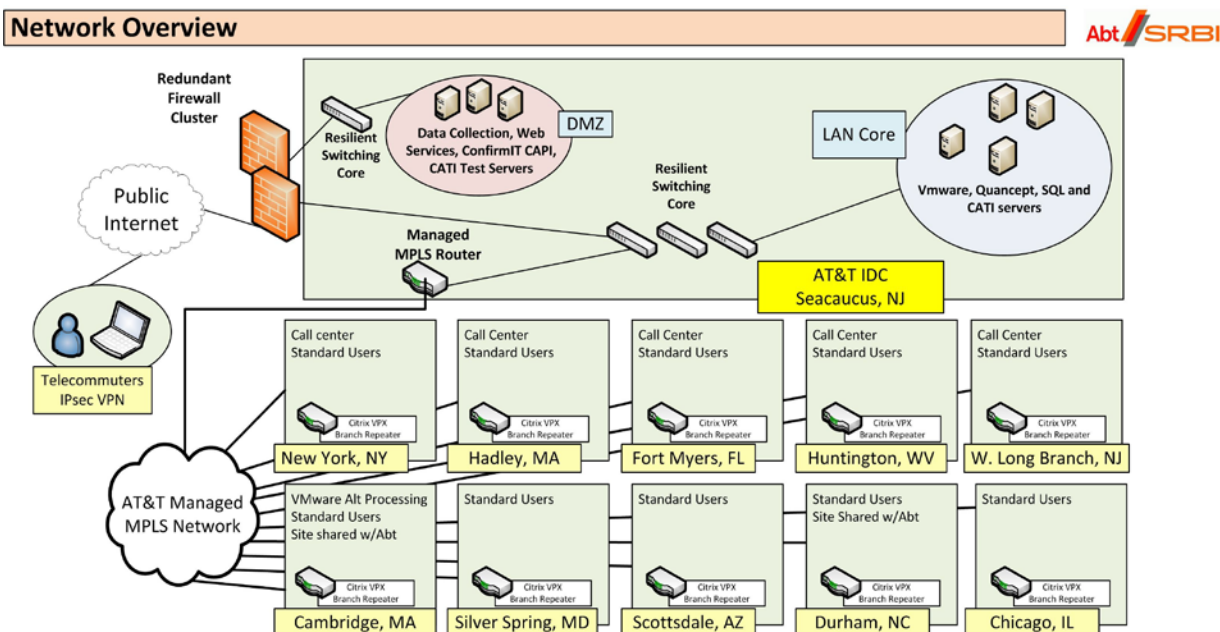 Network Overview
Abt SRBI
Redundant
Firewall
Cluster
Resilient
Switching
Core
Data Collection, Web
Services, ConfirmIT CAPI,
CATI Test Servers
DMZ
LAN Core
Vmware, Quancept, SQL and
CATI servers
Resilient
Switching
Core
Public
Internet
Managed
MPLS Router
AT&T IDC
Seacaucus, NJ
Telecommuters
IPsec VPN
AT&T Managed
MPLS Network
Call center
Standard Users
Citrix VPX
Branch Repeater
New York, NY
Call Center
Standard Users
Citrix VPX
Branch Repeater
Hadley, MA
Call Center
Standard Users
Citrix VPX
Branch Repeater
Fort Myers, FL
Call Center
Standard Users
Citrix VPX
Branch Repeater
Huntington, WV
Call Center
Standard Users
Citrix VPX
Branch Repeater
W. Long Branch, NJ
VMware Alt Processing
Standard Users
Site shared w/Abt
Citrix VPX
Branch Repeater
Cambridge, MA
Standard Users
Citrix VPX
Branch Repeater
Silver Spring, MD
Standard Users
Citrix VPX
Branch Repeater
Scottsdale, AZ
Standard Users
Site Shared w/Abt
Citrix VPX
Branch Repeater
Durham, NC
Standard Users
Citrix VPX
Branch Repeater
Chicago, IL